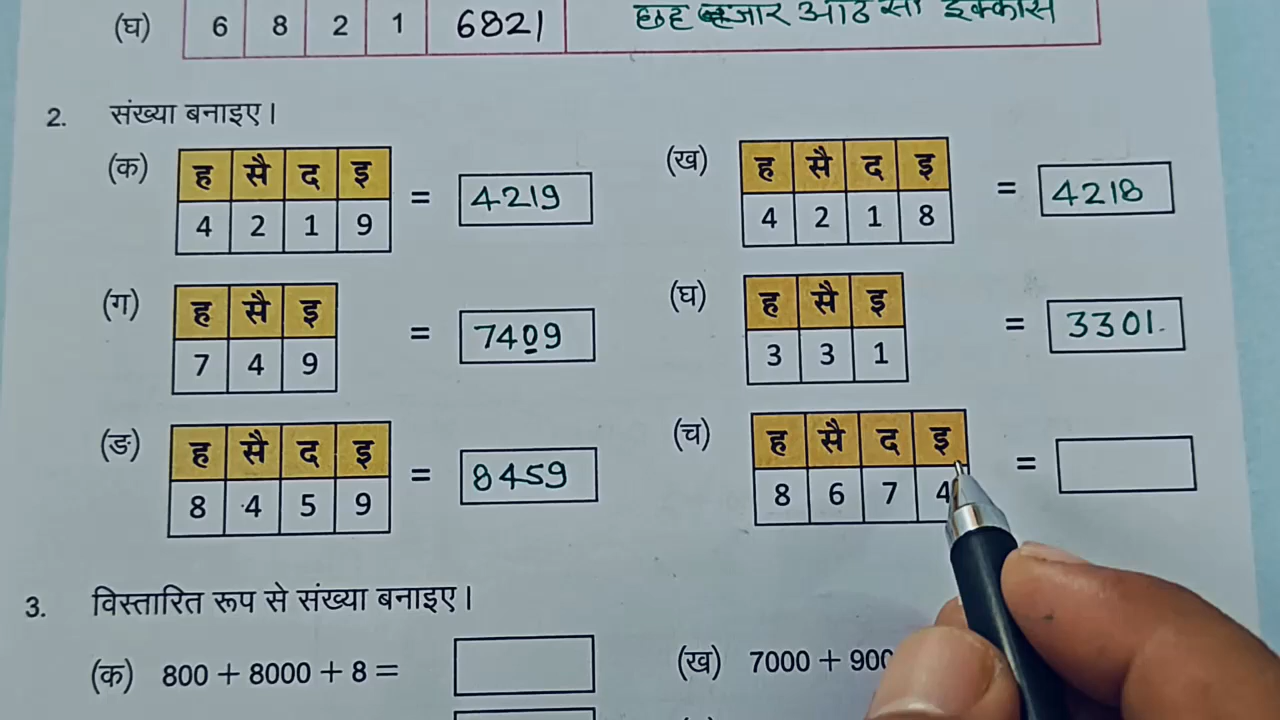 (घ) 6 8 2 1 6821 छह हजार आठ सौ इक्कीस
2. संख्या बनाइए।
(क) ह सै द इ
4 2 1 9 = 4219
(ख) ह सै द इ
4 2 1 8 = 4218
(ग) ह सै इ
7 4 9 = 7409
(घ) ह सै इ
3 3 1 = 3301.
(ङ) ह सै द इ
8 4 5 9 = 8459
(च) ह सै द इ
8 6 7 4 =
3. विस्तारित रूप से संख्या बनाइए।
(क) 800 + 8000 + 8 =
(ख) 7000 + 900